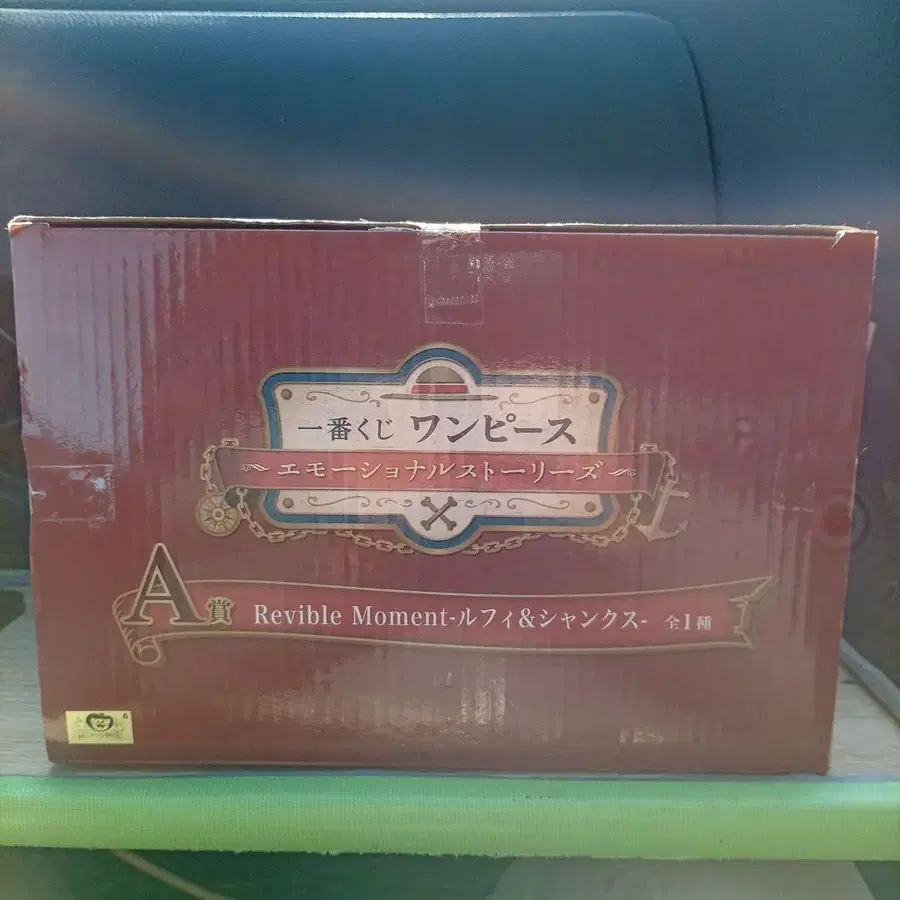 一番くじ ワンピース
エモーショナルストーリーズ
A賞 Revible Moment-ルフィ&シャンクス- 全1種